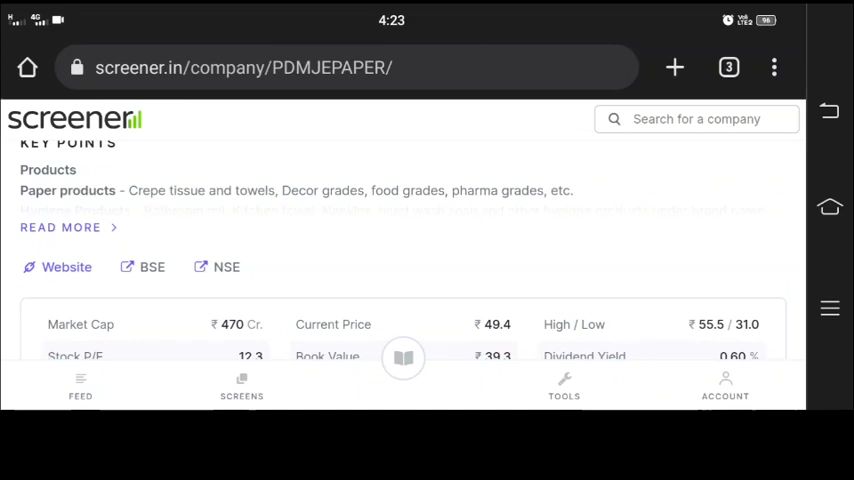 H 4G 4:23 VoLTE2 96
screener.in/company/PDMJEPAPER/ 3
screener Search for a company
KEY POINTS
Products
Paper products - Crepe tissue and towels, Decor grades, food grades, pharma grades, etc.
READ MORE
Website BSE NSE
Market Cap ₹ 470 Cr. Current Price ₹ 49.4 High / Low ₹ 55.5 / 31.0
Stock P/E 12.3 Book Value ₹ 39.3 Dividend Yield 0.60 %
FEED SCREENS TOOLS ACCOUNT